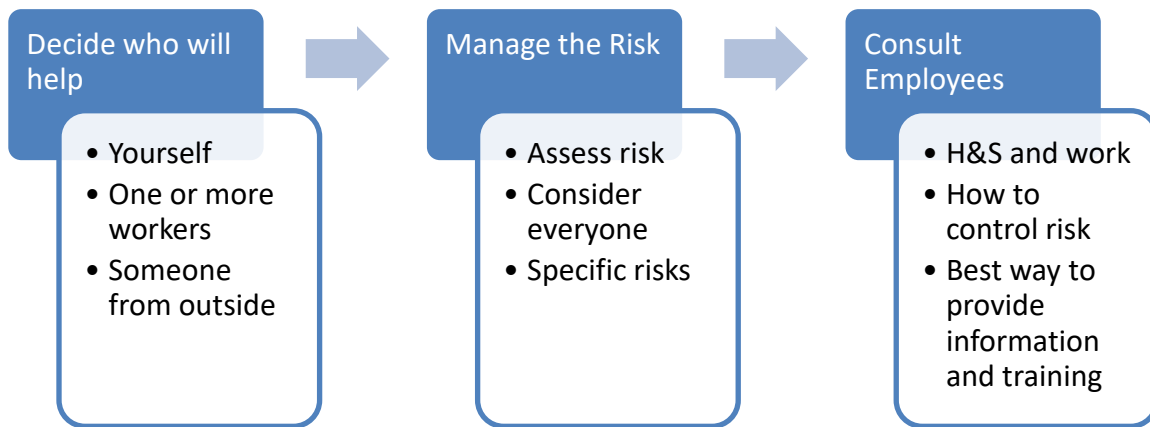 Decide who will
help
• Yourself
• One or more
workers
• Someone
from outside
Manage the Risk
• Assess risk
• Consider
everyone
• Specific risks
Consult
Employees
• H&S and work
• How to
control risk
• Best way to
provide
information
and training